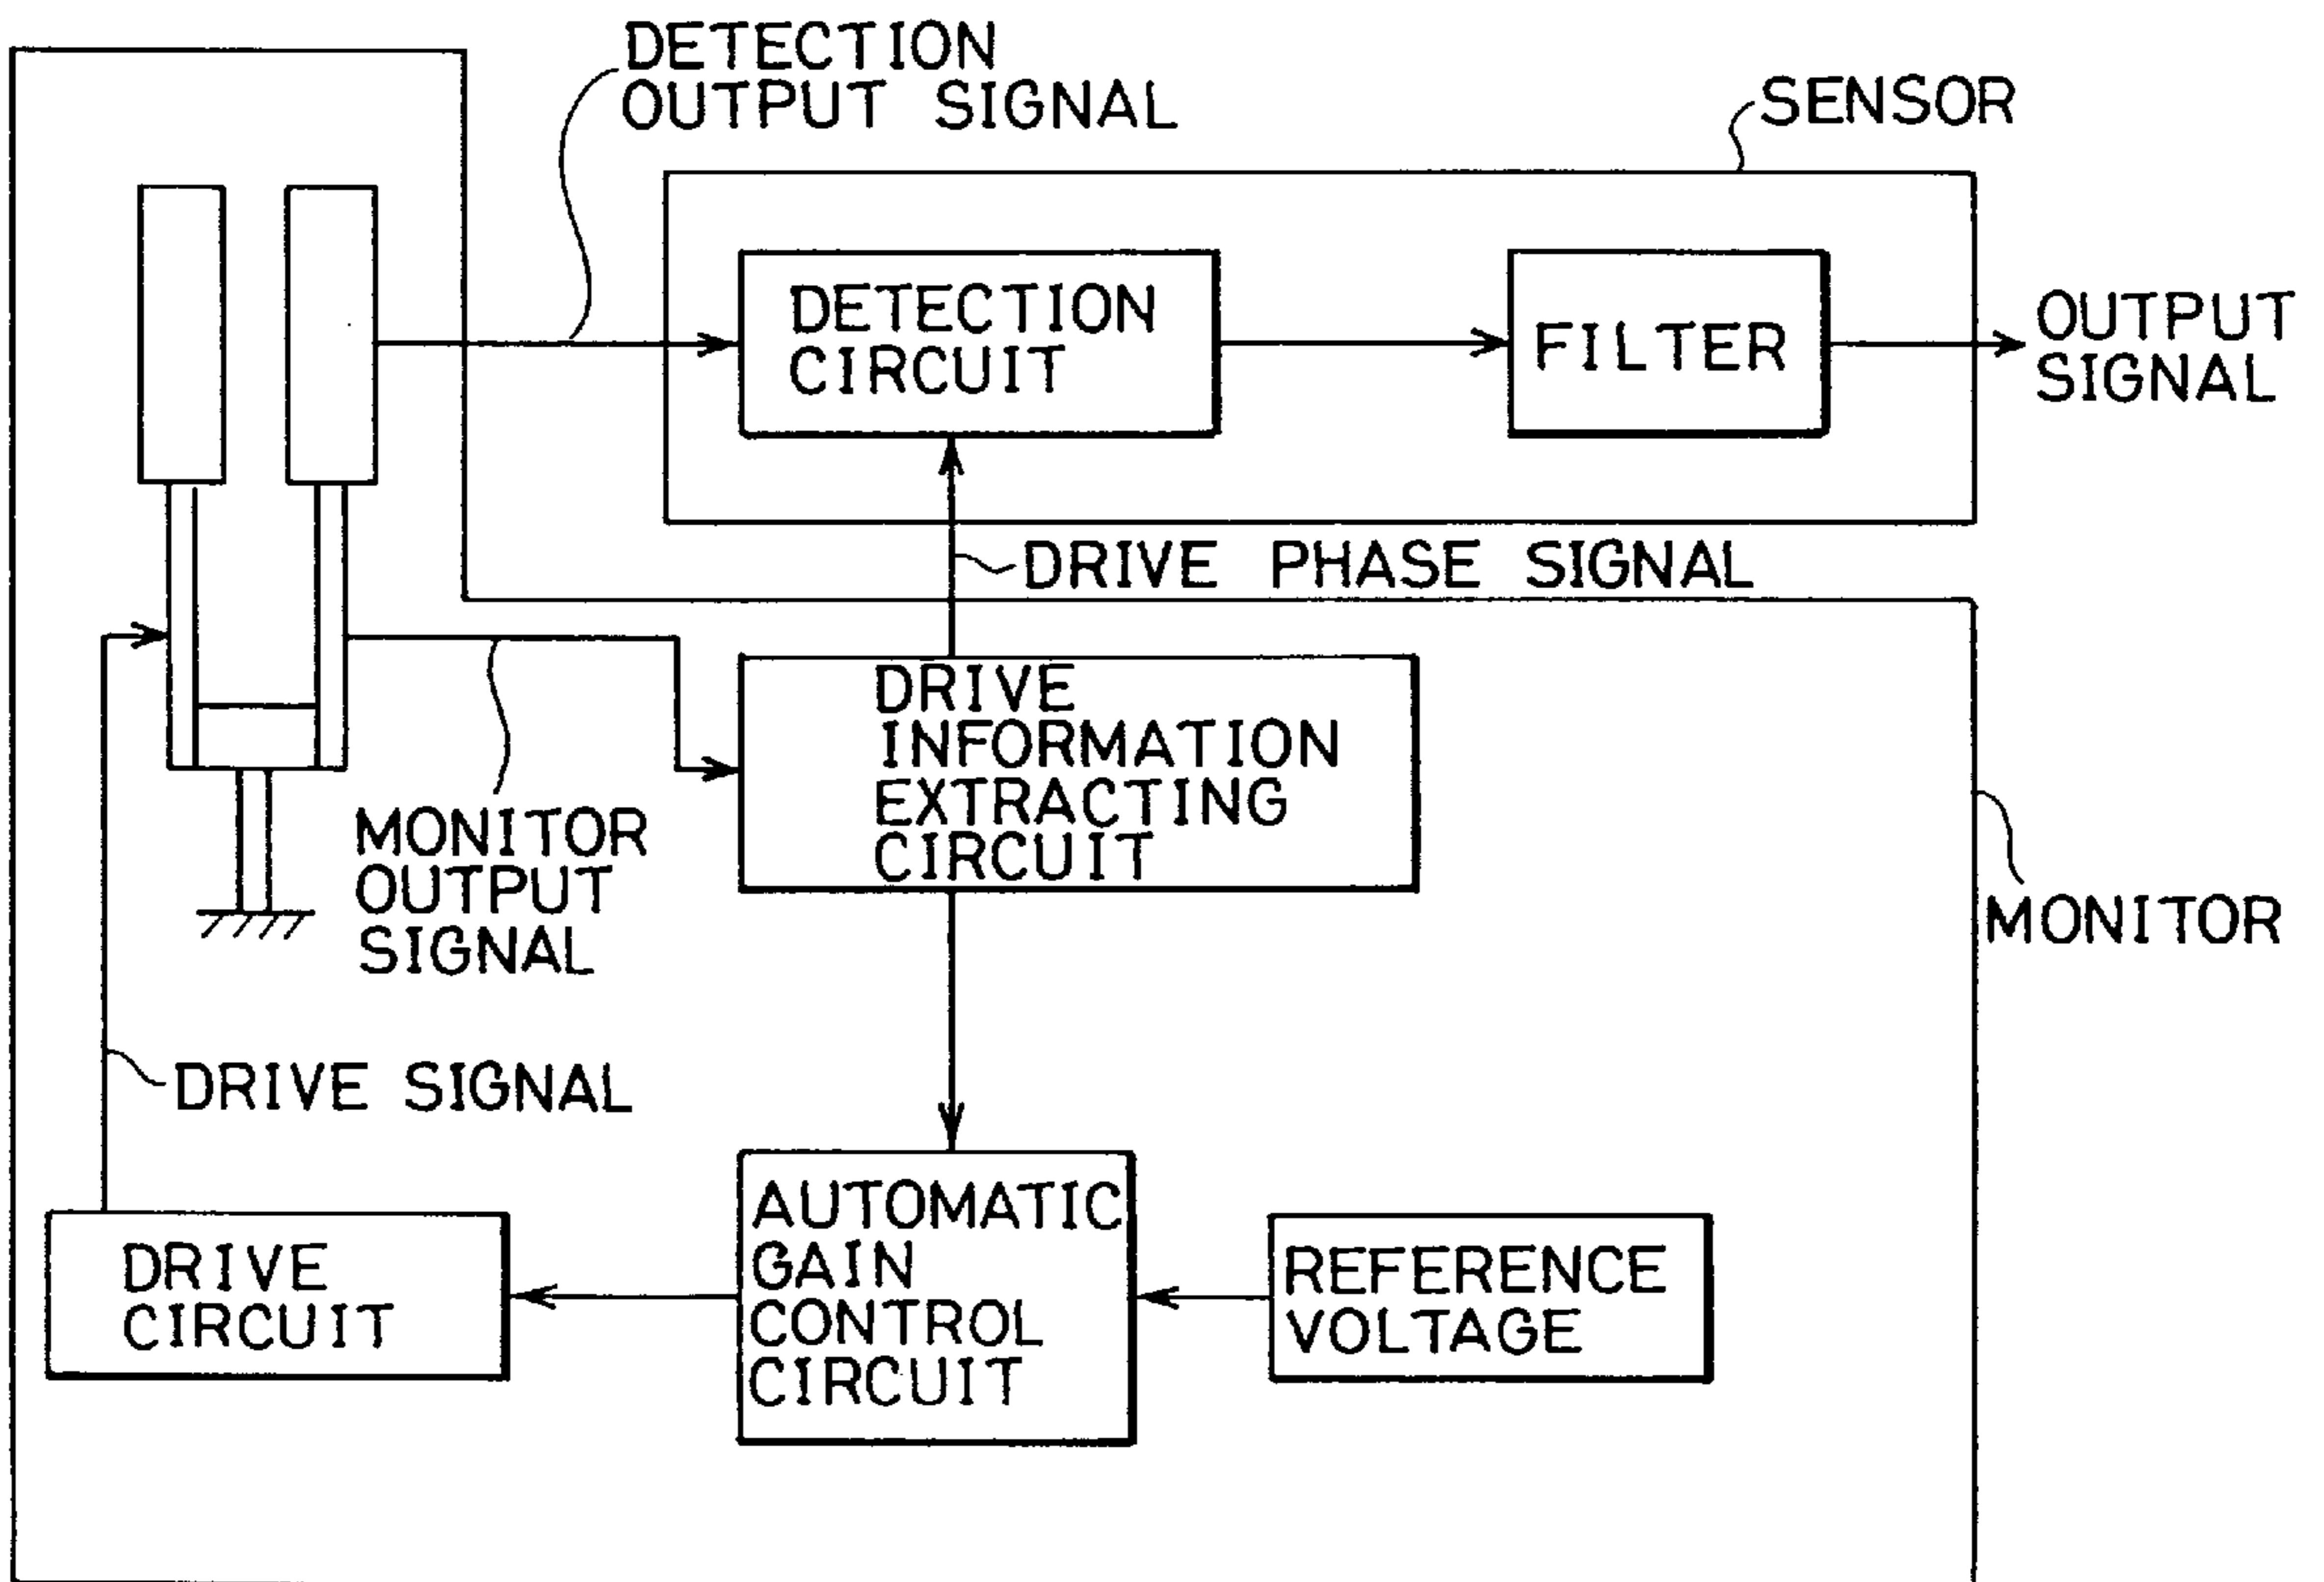 DETECTION
OUTPUT SIGNAL
SENSOR
DETECTION
CIRCUIT
FILTER
OUTPUT
SIGNAL
DRIVE PHASE SIGNAL
DRIVE
INFORMATION
EXTRACTING
CIRCUIT
MONITOR
OUTPUT
SIGNAL
MONITOR
DRIVE SIGNAL
DRIVE
CIRCUIT
AUTOMATIC
GAIN
CONTROL
CIRCUIT
REFERENCE
VOLTAGE